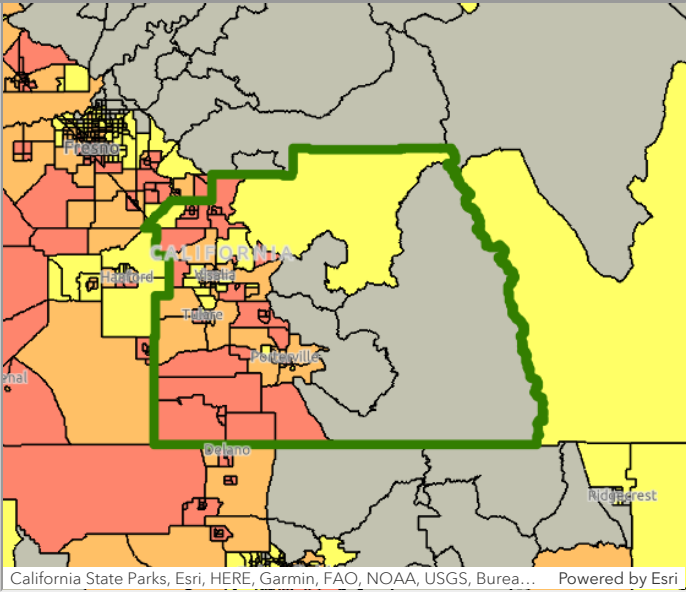 Fresno
CALIFORNIA
Hanford
Visalia
Tulare
Porterville
enal
Delano
Ridgecrest
California State Parks, Esri, HERE, Garmin, FAO, NOAA, USGS, Burea… Powered by Esri